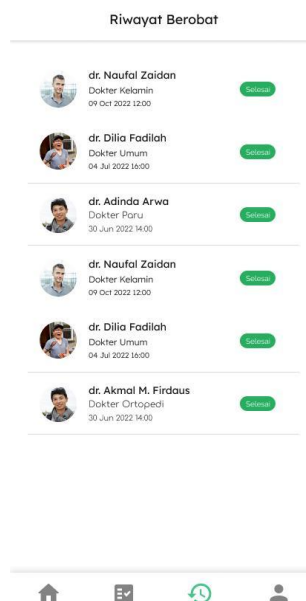 Riwayat Berobat
dr. Naufal Zaidan
Dokter Kelamin
Selesai
09 Oct 2022 12:00
dr. Dilia Fadilah
Dokter Umum
Selesai
04 Jul 2022 16:00
dr. Adinda Arwa
Dokter Paru
Selesai
30 Jun 2022 14:00
dr. Naufal Zaidan
Dokter Kelamin
Selesai
09 Oct 2022 12:00
dr. Dilia Fadilah
Dokter Umum
Selesai
04 Jul 2022 16:00
dr. Akmal M. Firdaus
Dokter Ortopedi
Selesai
30 Jun 2022 14:00